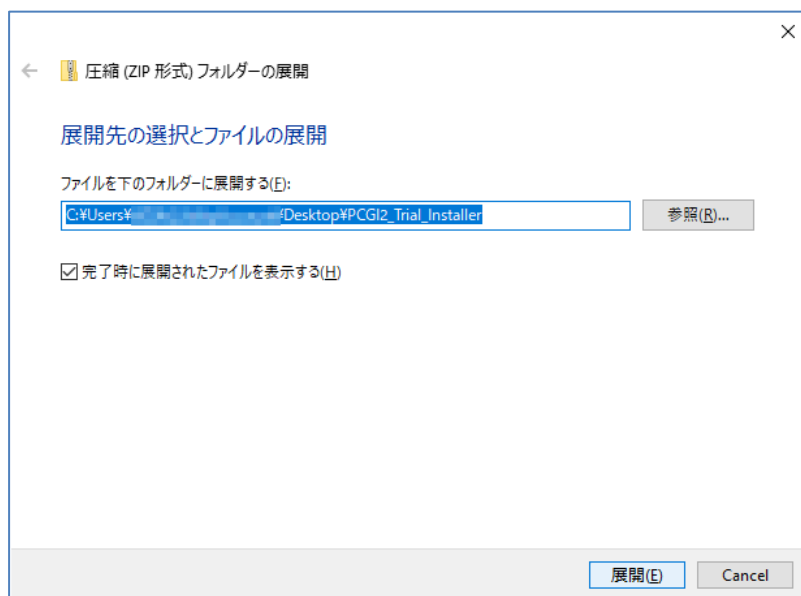 圧縮 (ZIP 形式) フォルダーの展開
展開先の選択とファイルの展開
ファイルを下のフォルダーに展開する(F):
C:¥Users¥ ¥Desktop¥PCGI2_Trial_Installer
参照(R)...
完了時に展開されたファイルを表示する(H)
展開(E)
Cancel